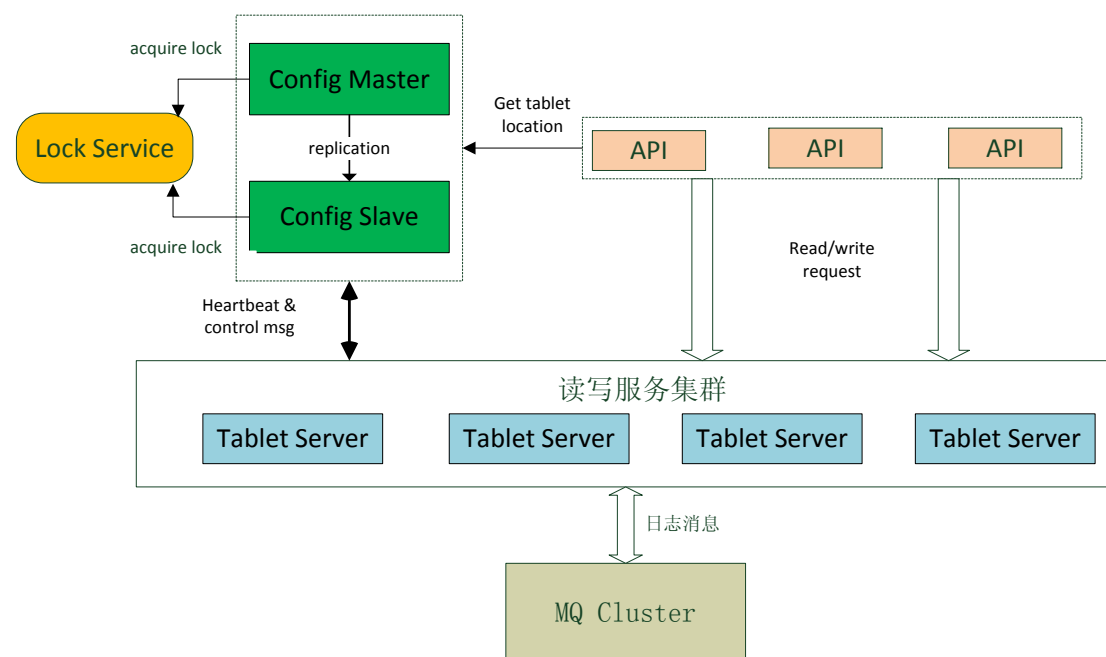 acquire lock
Config Master
Get tablet
location
Lock Service
replication
API
API
API
Config Slave
acquire lock
Read/write
request
Heartbeat &
control msg
读写服务集群
Tablet Server
Tablet Server
Tablet Server
Tablet Server
日志消息
MQ Cluster